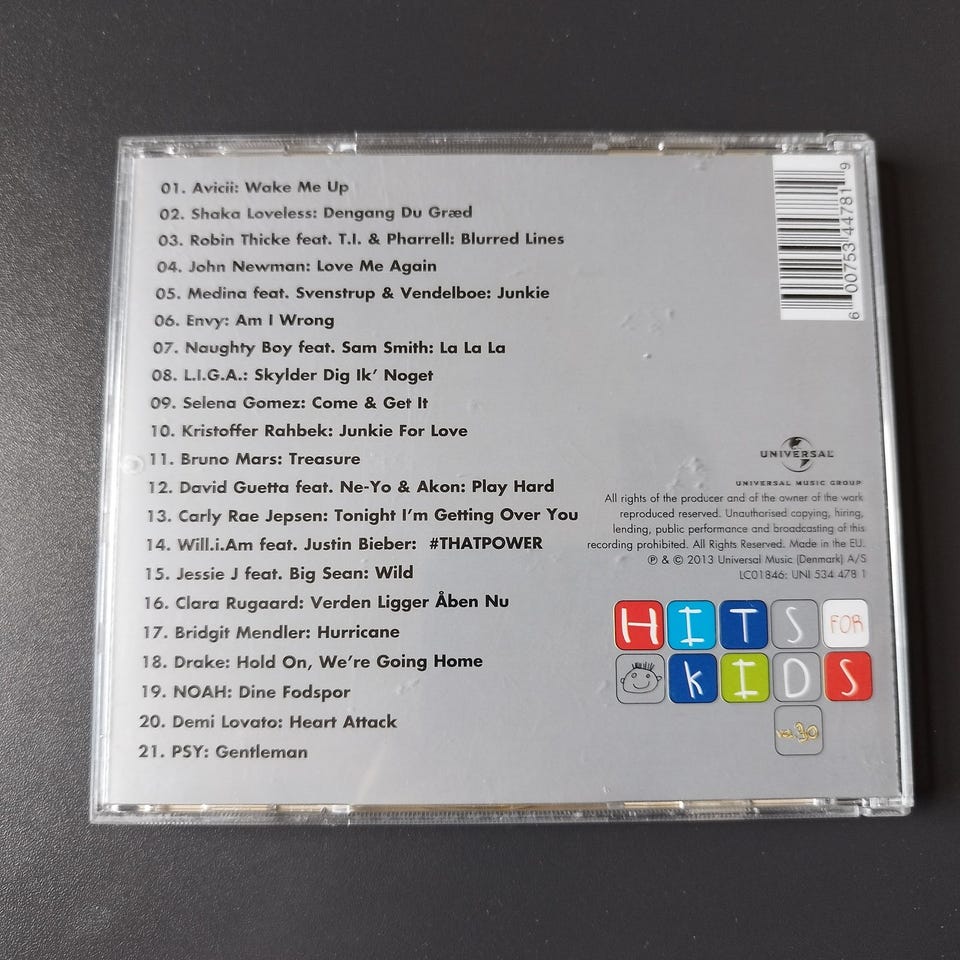 01. Avicii: Wake Me Up
02. Shaka Loveless: Dengang Du Græd
03. Robin Thicke feat. T.I. & Pharrell: Blurred Lines
04. John Newman: Love Me Again
05. Medina feat. Svenstrup & Vendelboe: Junkie
06. Envy: Am I Wrong
07. Naughty Boy feat. Sam Smith: La La La
08. L.I.G.A.: Skylder Dig Ik' Noget
09. Selena Gomez: Come & Get It
10. Kristoffer Rahbek: Junkie For Love
11. Bruno Mars: Treasure
12. David Guetta feat. Ne-Yo & Akon: Play Hard
13. Carly Rae Jepsen: Tonight I'm Getting Over You
14. Will.i.Am feat. Justin Bieber: #THATPOWER
15. Jessie J feat. Big Sean: Wild
16. Clara Rugaard: Verden Ligger Åben Nu
17. Bridgit Mendler: Hurricane
18. Drake: Hold On, We're Going Home
19. NOAH: Dine Fodspor
20. Demi Lovato: Heart Attack
21. PSY: Gentleman
6 00753 44781 9
UNIVERSAL
UNIVERSAL MUSIC GROUP
All rights of the producer and of the owner of the work
reproduced reserved. Unauthorised copying, hiring,
lending, public performance and broadcasting of this
recording prohibited. All Rights Reserved. Made in the EU.
℗ & © 2013 Universal Music (Denmark) A/S
LC01846: UNI 534 478 1
HITS FOR
KIDS
vol. 30